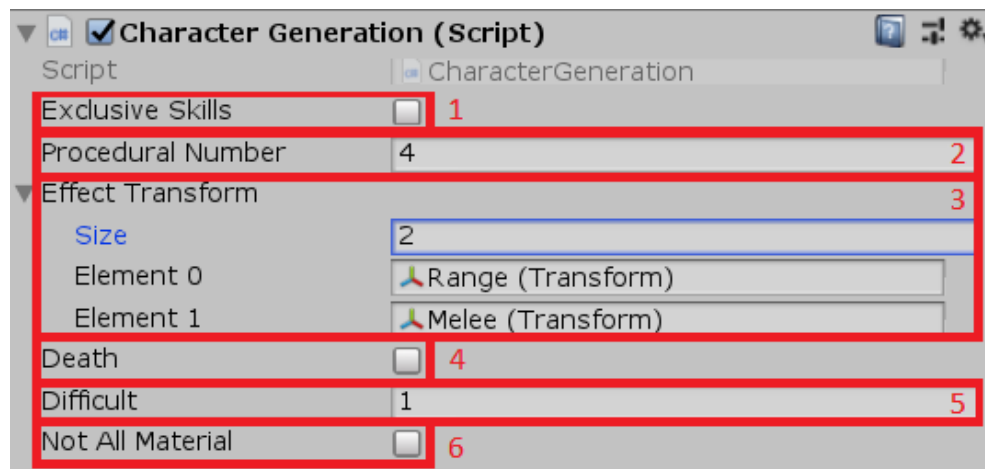 Character Generation (Script)
Script CharacterGeneration
Exclusive Skills 1
Procedural Number 4 2
Effect Transform 3
Size 2
Element 0 Range (Transform)
Element 1 Melee (Transform)
Death 4
Difficult 1 5
Not All Material 6